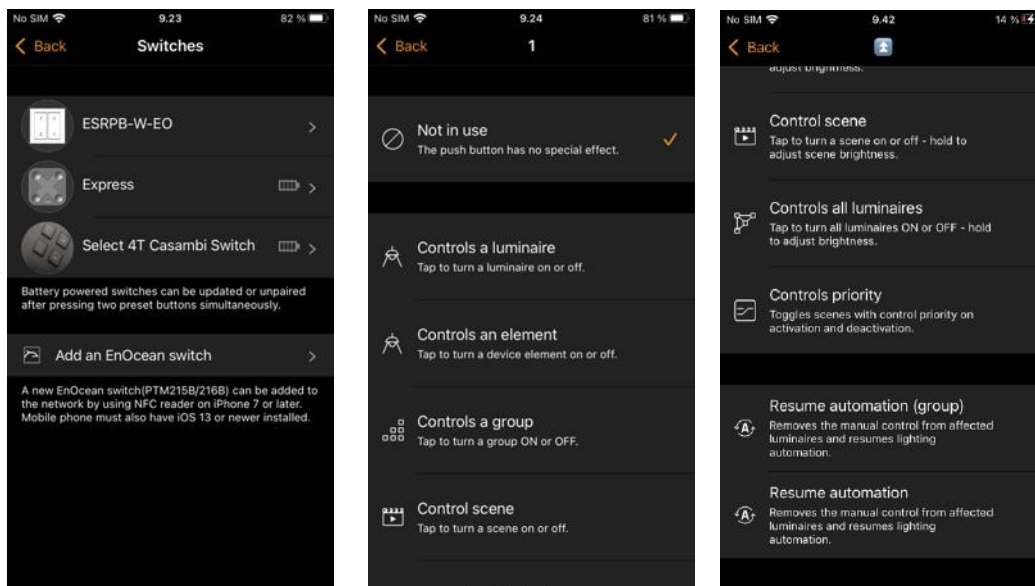 No SIM 9.23 82 %
Back Switches
ESRPB-W-EO
Express
Select 4T Casambi Switch
Battery powered switches can be updated or unpaired
after pressing two preset buttons simultaneously.
Add an EnOcean switch
A new EnOcean switch(PTM215B/216B) can be added to
the network by using NFC reader on iPhone 7 or later.
Mobile phone must also have iOS 13 or newer installed.
No SIM 9.24 81 %
Back 1
Not in use
The push button has no special effect.
Controls a luminaire
Tap to turn a luminaire on or off.
Controls an element
Tap to turn a device element on or off.
Controls a group
Tap to turn a group ON or OFF.
Control scene
Tap to turn a scene on or off.
No SIM 9.42 14 %
Back
adjust brightness.
Control scene
Tap to turn a scene on or off - hold to
adjust scene brightness.
Controls all luminaires
Tap to turn all luminaires ON or OFF - hold
to adjust brightness.
Controls priority
Toggles scenes with control priority on
activation and deactivation.
Resume automation (group)
Removes the manual control from affected
luminaires and resumes lighting
automation.
Resume automation
Removes the manual control from affected
luminaires and resumes lighting
automation.